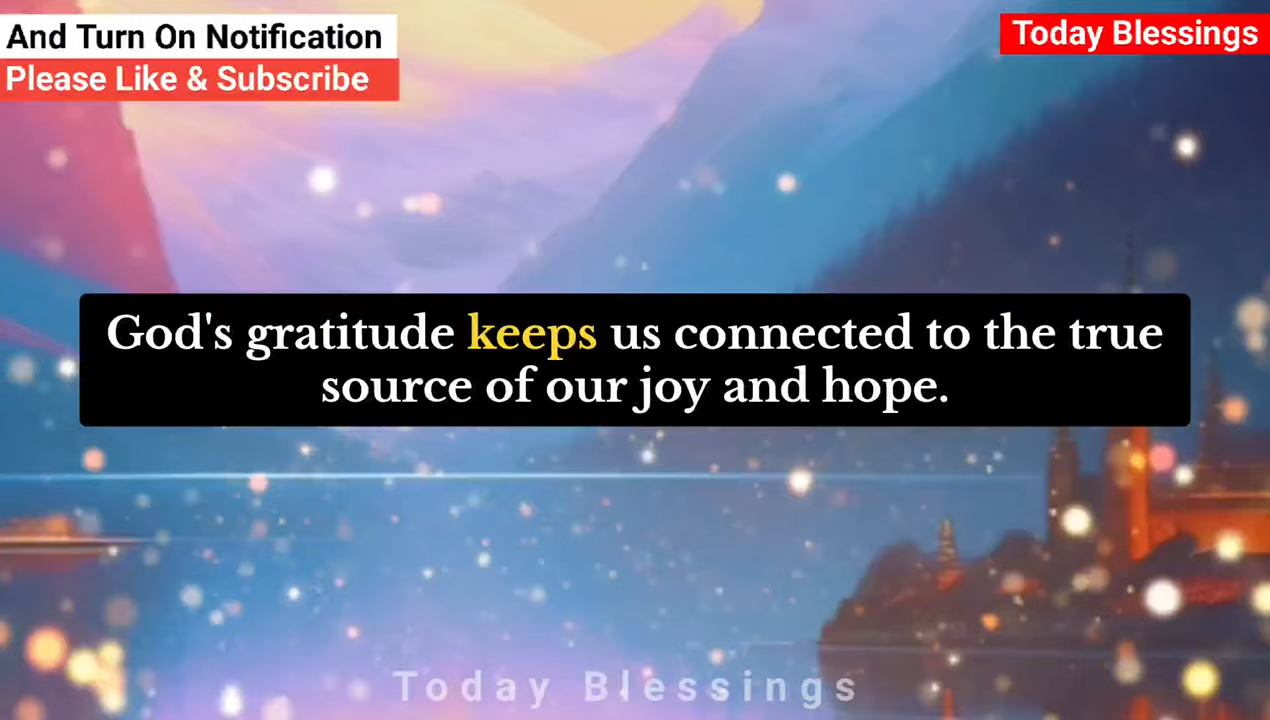 And Turn On Notification
Please Like & Subscribe
Today Blessings
God's gratitude keeps us connected to the true
source of our joy and hope.
Today Blessings